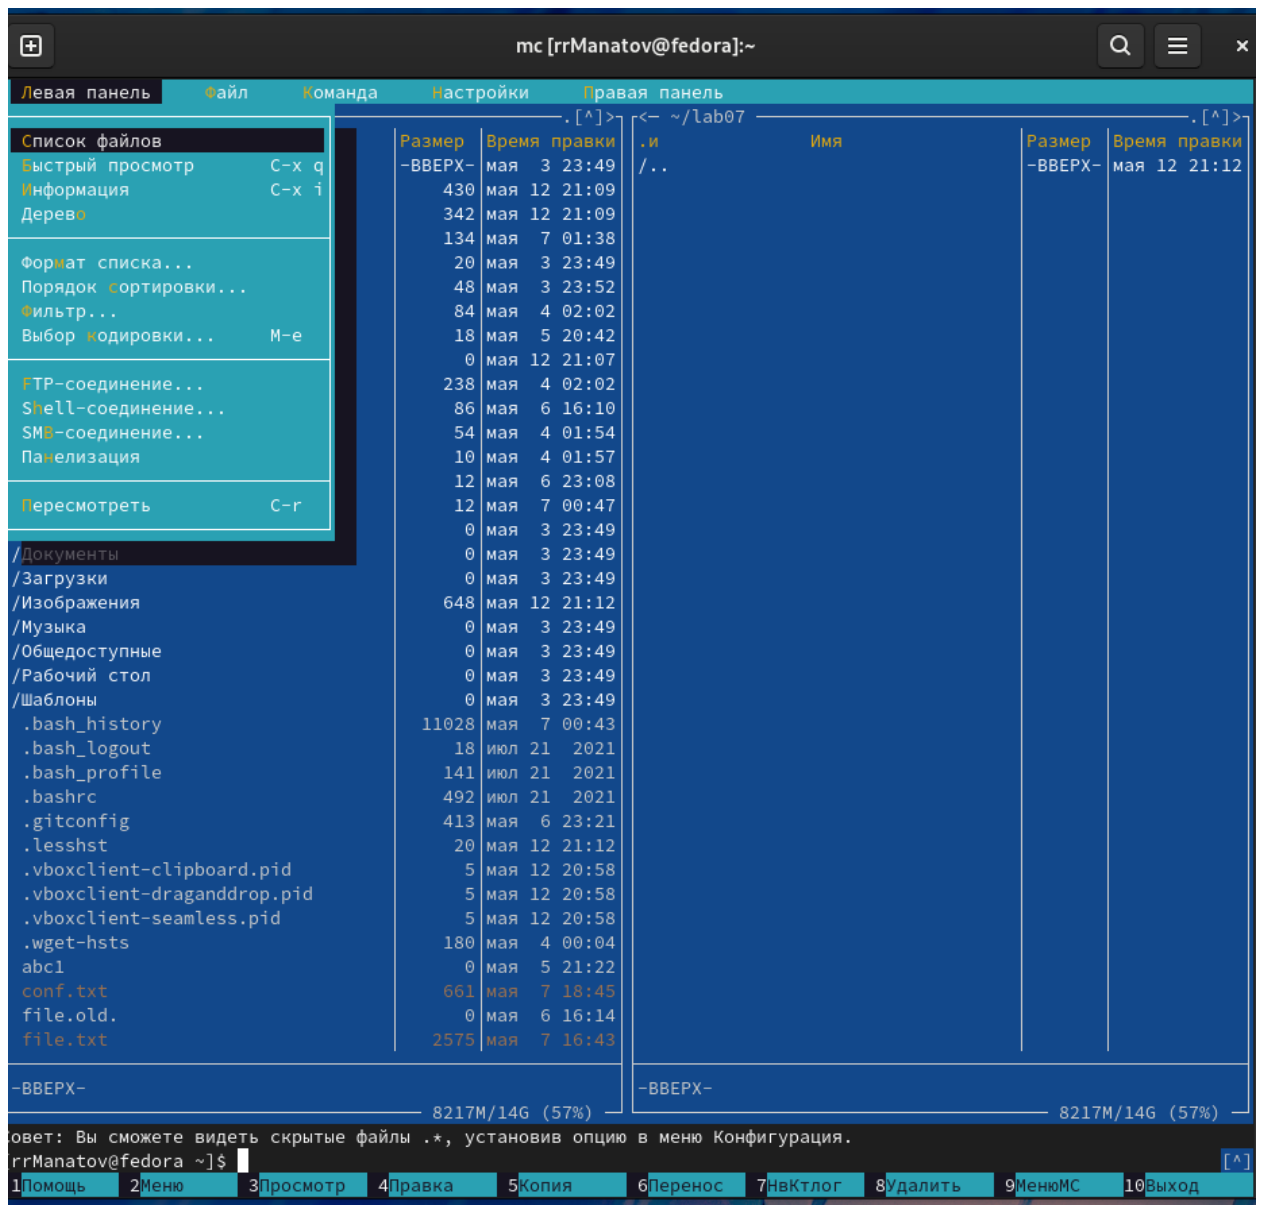 mc [rrManatov@fedora]:~
Левая панель Файл Команда Настройки Правая панель
.[^]> <— ~/lab07 .[^]>
Список файлов Размер Время правки .и Имя Размер Время правки
Быстрый просмотр C-x q -ВВЕРХ- мая 3 23:49 /.. -ВВЕРХ- мая 12 21:12
Информация C-x i 430 мая 12 21:09
Дерево 342 мая 12 21:09
134 мая 7 01:38
Формат списка... 20 мая 3 23:49
Порядок сортировки... 48 мая 3 23:52
Фильтр... 84 мая 4 02:02
Выбор кодировки... M-e 18 мая 5 20:42
0 мая 12 21:07
FTP-соединение... 238 мая 4 02:02
Shell-соединение... 86 мая 6 16:10
SMB-соединение... 54 мая 4 01:54
Панелизация 10 мая 4 01:57
12 мая 6 23:08
Пересмотреть C-r 12 мая 7 00:47
0 мая 3 23:49
/Документы 0 мая 3 23:49
/Загрузки 0 мая 3 23:49
/Изображения 648 мая 12 21:12
/Музыка 0 мая 3 23:49
/Общедоступные 0 мая 3 23:49
/Рабочий стол 0 мая 3 23:49
/Шаблоны 0 мая 3 23:49
.bash_history 11028 мая 7 00:43
.bash_logout 18 июл 21 2021
.bash_profile 141 июл 21 2021
.bashrc 492 июл 21 2021
.gitconfig 413 мая 6 23:21
.lesshst 20 мая 12 21:12
.vboxclient-clipboard.pid 5 мая 12 20:58
.vboxclient-draganddrop.pid 5 мая 12 20:58
.vboxclient-seamless.pid 5 мая 12 20:58
.wget-hsts 180 мая 4 00:04
abc1 0 мая 5 21:22
conf.txt 661 мая 7 18:45
file.old. 0 мая 6 16:14
file.txt 2575 мая 7 16:43
-ВВЕРХ- -ВВЕРХ-
8217M/14G (57%) 8217M/14G (57%)
Совет: Вы сможете видеть скрытые файлы .*, установив опцию в меню Конфигурация.
[rrManatov@fedora ~]$ [^]
1Помощь 2Меню 3Просмотр 4Правка 5Копия 6Перенос 7НвКтлог 8Удалить 9МенюМС 10Выход